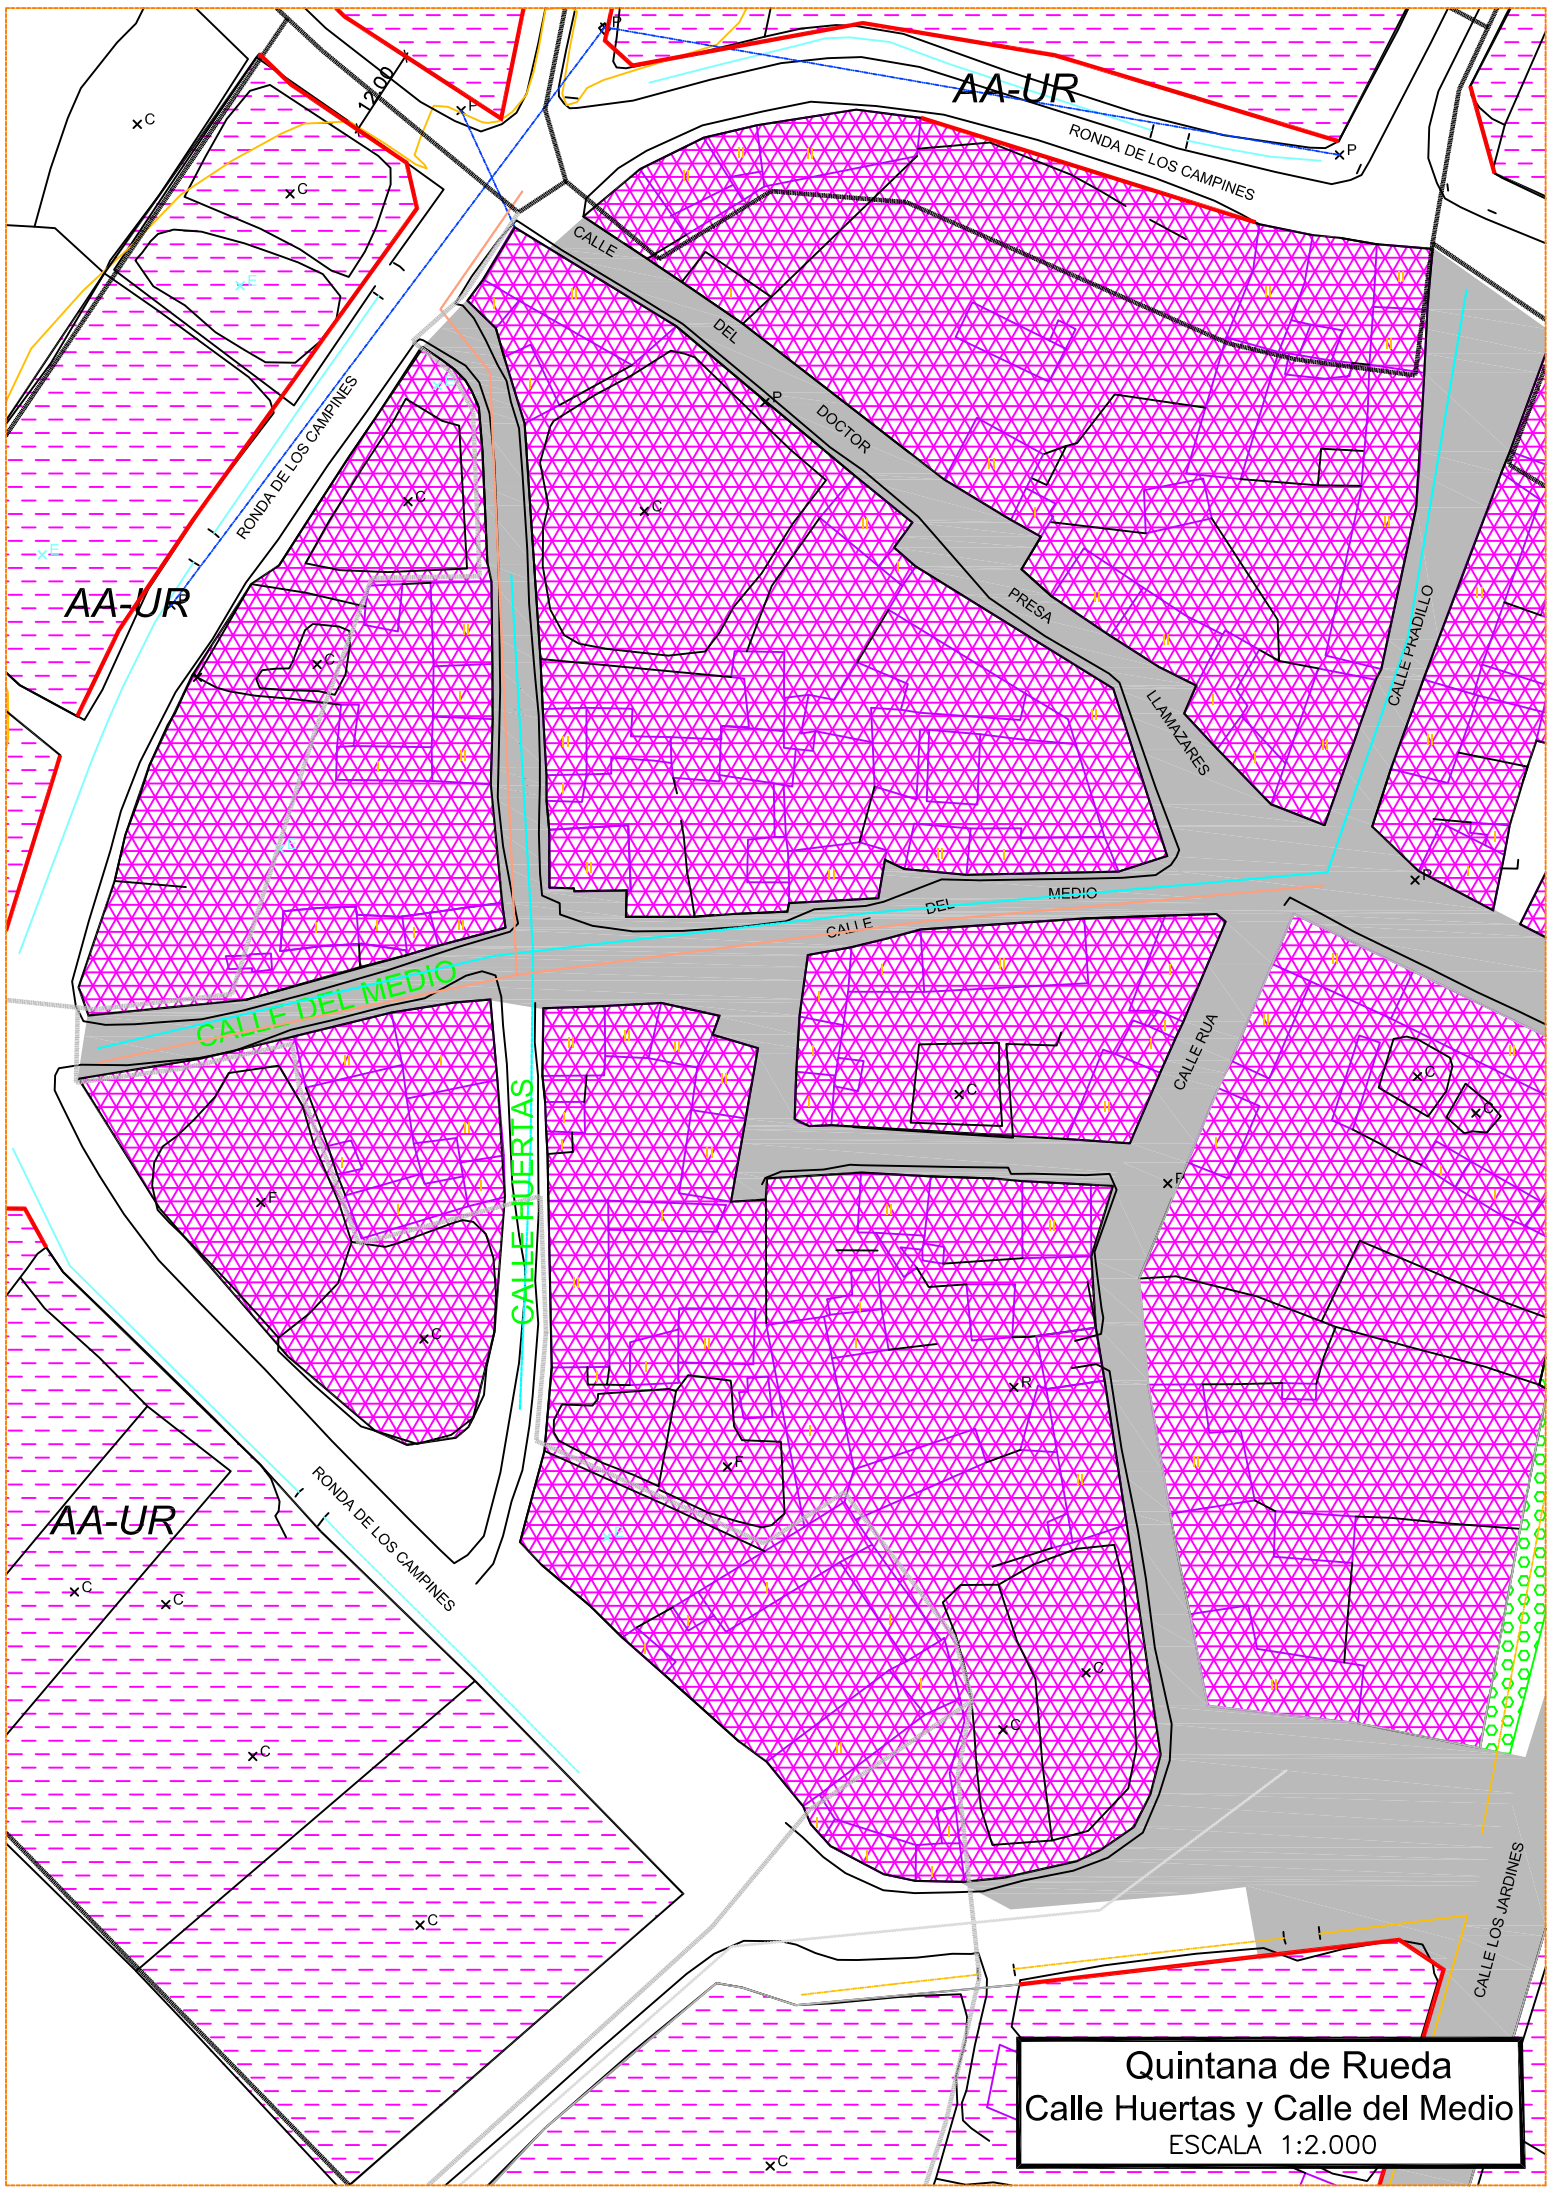 12.00
P
P
AA-UR
RONDA DE LOS CAMPINES
P
C
C
E
CALLE
DEL
DOCTOR
PRESA
LLAMAZARES
P
C
C
RONDA DE LOS CAMPINES
E
AA-UR
C
CALLE PRADILLO
P
CALLE DEL MEDIO
CALLE DEL MEDIO
CALLE RUA
C
C
C
CALLE HUERTAS
F
C
R
F
AA-UR
RONDA DE LOS CAMPINES
C
C
C
C
C
C
CALLE LOS JARDINES
C
Quintana de Rueda
Calle Huertas y Calle del Medio
ESCALA 1:2.000